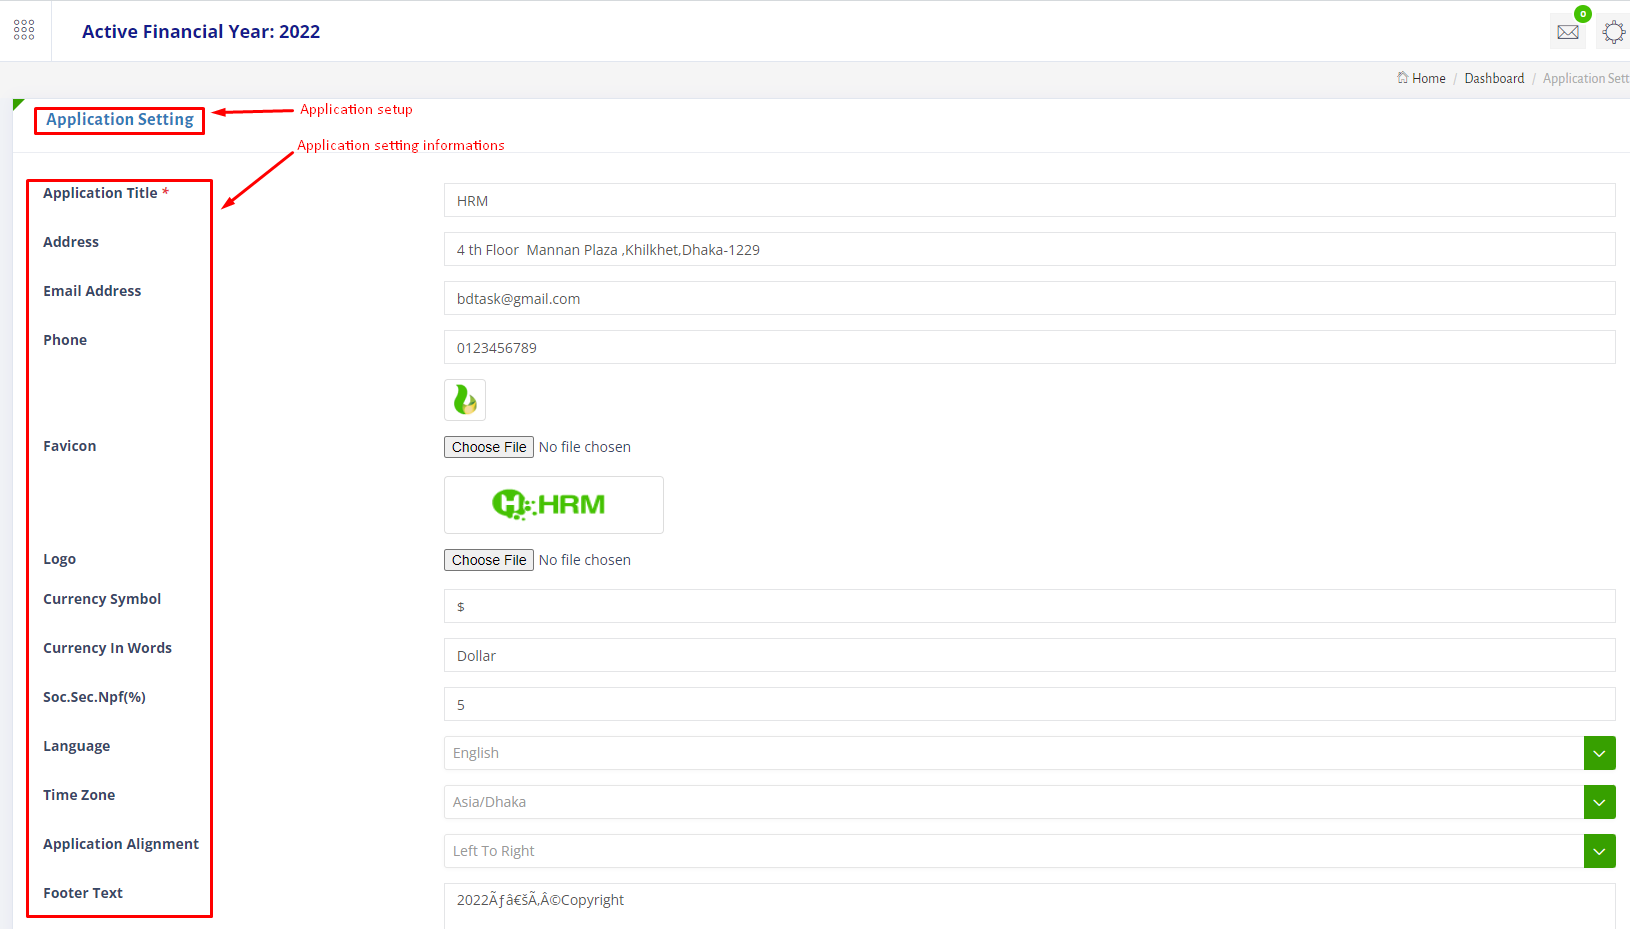 Active Financial Year: 2022
0
Home / Dashboard / Application Sett
Application Setting
Application setup
Application setting informations
Application Title *
HRM
Address
4 th Floor  Mannan Plaza ,Khilkhet,Dhaka-1229
Email Address
bdtask@gmail.com
Phone
0123456789
Favicon
Choose File No file chosen
H HRM
Logo
Choose File No file chosen
Currency Symbol
$
Currency In Words
Dollar
Soc.Sec.Npf(%)
5
Language
English
Time Zone
Asia/Dhaka
Application Alignment
Left To Right
Footer Text
2022Ãƒâ€šÃ‚Â©Copyright